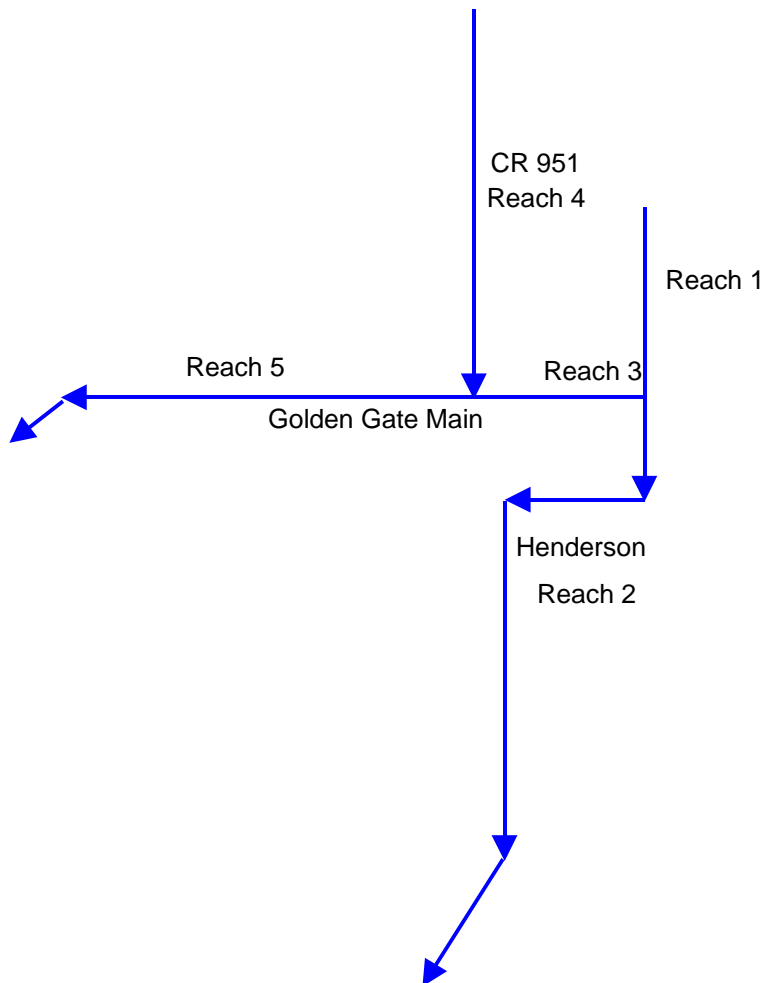 CR 951
Reach 4
Reach 1
Reach 5
Reach 3
Golden Gate Main
Henderson
Reach 2